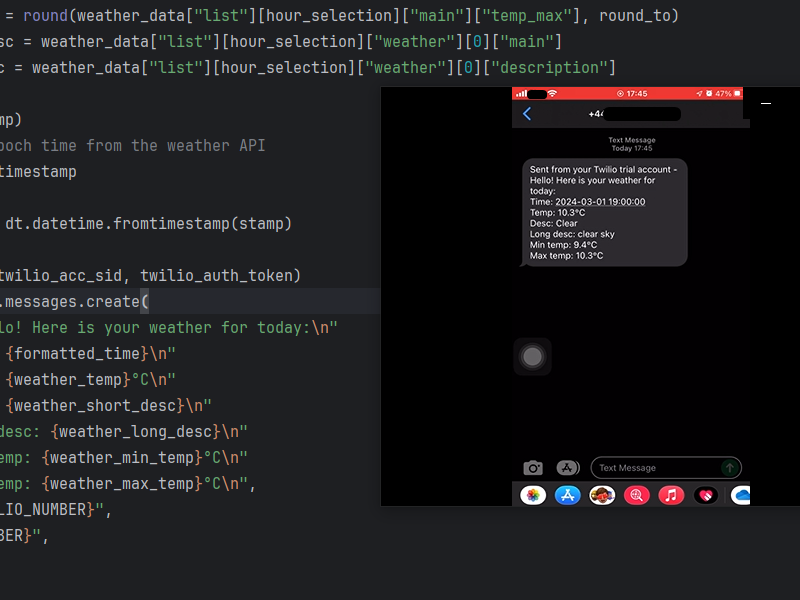 = round(weather_data["list"][hour_selection]["main"]["temp_max"], round_to)
sc = weather_data["list"][hour_selection]["weather"][0]["main"]
c = weather_data["list"][hour_selection]["weather"][0]["description"]
mp)
poch time from the weather API
timestamp
dt.datetime.fromtimestamp(stamp)
twilio_acc_sid, twilio_auth_token)
.messages.create(
lo! Here is your weather for today:\n"
{formatted_time}\n"
{weather_temp}°C\n"
{weather_short_desc}\n"
desc: {weather_long_desc}\n"
emp: {weather_min_temp}°C\n"
emp: {weather_max_temp}°C\n",
LIO_NUMBER}",
BER}",
17:45
47%
+44
Text Message
Today 17:45
Sent from your Twilio trial account -
Hello! Here is your weather for
today:
Time: 2024-03-01 19:00:00
Temp: 10.3°C
Desc: Clear
Long desc: clear sky
Min temp: 9.4°C
Max temp: 10.3°C
Text Message